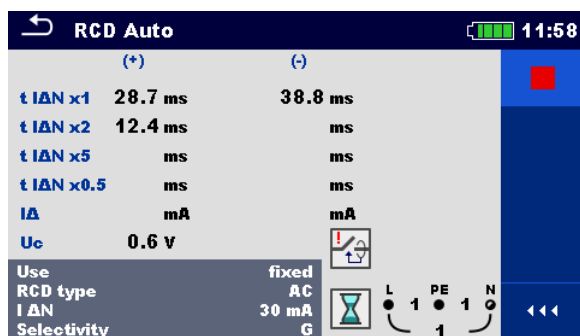 RCD Auto 11:58
(+) (-)
t IΔN x1 28.7 ms 38.8 ms
t IΔN x2 12.4 ms ms
t IΔN x5 ms ms
t IΔN x0.5 ms ms
IΔ mA mA
Uc 0.6 V
Use fixed
RCD type AC
I ΔN 30 mA
Selectivity G
L PE N
1 1
1